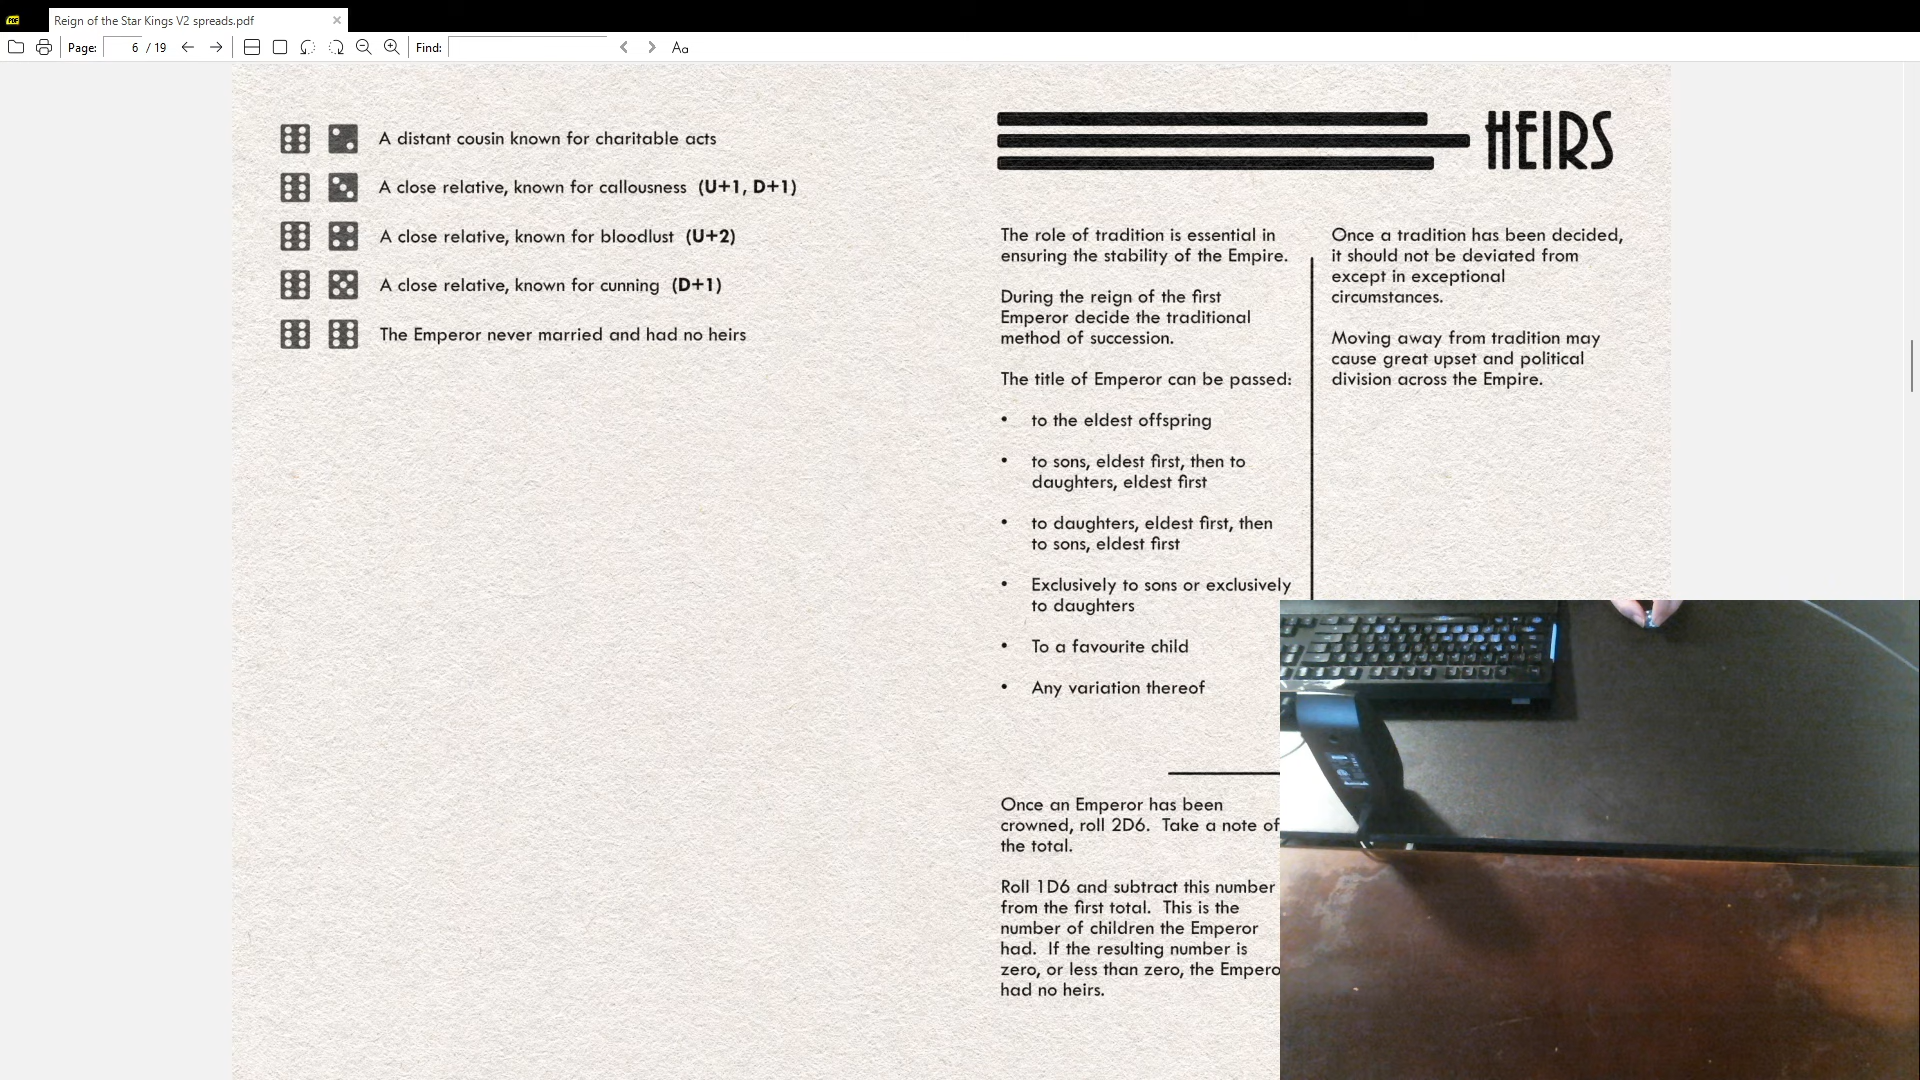 Reign of the Star Kings V2 spreads.pdf
Page: 6 / 19
Find:
Aa
A distant cousin known for charitable acts
A close relative, known for callousness (U+1, D+1)
A close relative, known for bloodlust (U+2)
A close relative, known for cunning (D+1)
The Emperor never married and had no heirs
HEIRS
The role of tradition is essential in
ensuring the stability of the Empire.
During the reign of the first
Emperor decide the traditional
method of succession.
The title of Emperor can be passed:
• to the eldest offspring
• to sons, eldest first, then to
daughters, eldest first
• to daughters, eldest first, then
to sons, eldest first
• Exclusively to sons or exclusively
to daughters
• To a favourite child
• Any variation thereof
Once a tradition has been decided,
it should not be deviated from
except in exceptional
circumstances.
Moving away from tradition may
cause great upset and political
division across the Empire.
Once an Emperor has been
crowned, roll 2D6. Take a note of
the total.
Roll 1D6 and subtract this number
from the first total. This is the
number of children the Emperor
had. If the resulting number is
zero, or less than zero, the Empero
had no heirs.